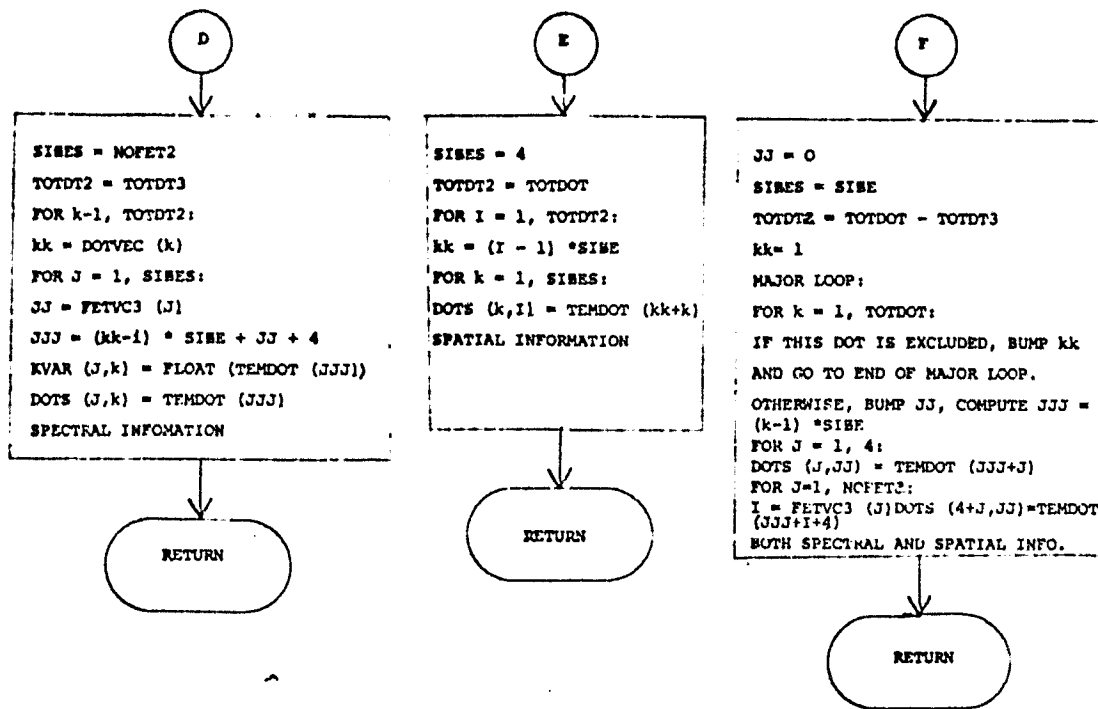 D
SIBES = NOFET2
TOTDT2 = TOTDT3
FOR k-1, TOTDT2:
kk = DOTVEC (k)
FOR J = 1, SIBES:
JJ = FETVC3 (J)
JJJ = (kk-1) * SIBE + JJ + 4
KVAR (J,k) = FLOAT (TEMDOT (JJJ))
DOTS (J,k) = TEMDOT (JJJ)
SPECTRAL INFOMATION
RETURN
E
SIBES = 4
TOTDT2 = TOTDOT
FOR I = 1, TOTDT2:
kk = (I - 1) *SIBE
FOR k = 1, SIBES:
DOTS (k,I) = TEMDOT (kk+k)
SPATIAL INFORMATION
RETURN
F
JJ = 0
SIBES = SIBE
TOTDT2 = TOTDOT - TOTDT3
kk= 1
MAJOR LOOP:
FOR k = 1, TOTDOT:
IF THIS DOT IS EXCLUDED, BUMP kk
AND GO TO END OF MAJOR LOOP.
OTHERWISE, BUMP JJ, COMPUTE JJJ =
(k-1) *SIBE
FOR J = 1, 4:
DOTS (J,JJ) = TEMDOT (JJJ+J)
FOR J=1, NOFET2:
I = FETVC3 (J)DOTS (4+J,JJ)=TEMDOT
(JJJ+I+4)
BOTH SPECTRAL AND SPATIAL INFO.
RETURN